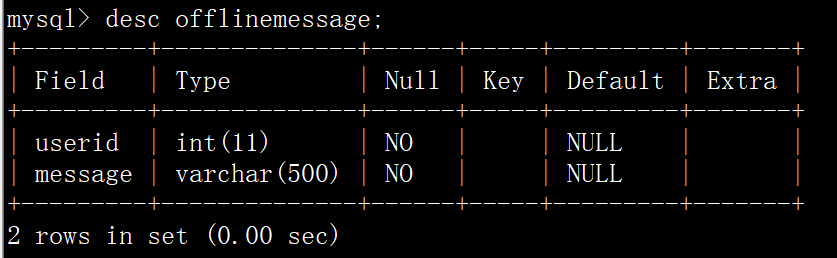 mysql> desc offlinemessage;
+---------+--------------+------+-----+---------+-------+
| Field   | Type         | Null | Key | Default | Extra |
+---------+--------------+------+-----+---------+-------+
| userid  | int(11)      | NO   |     | NULL    |       |
| message | varchar(500) | NO   |     | NULL    |       |
+---------+--------------+------+-----+---------+-------+
2 rows in set (0.00 sec)